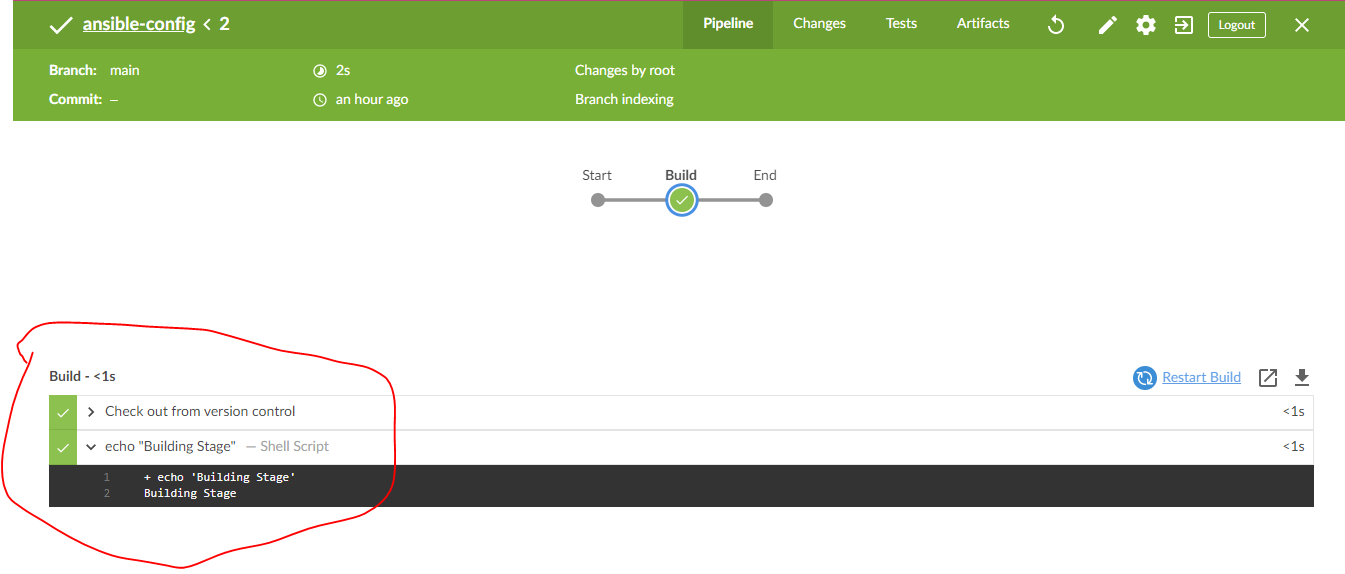 ansible-config < 2
Pipeline Changes Tests Artifacts Logout
Branch: main 2s Changes by root
Commit: – an hour ago Branch indexing
Start Build End
Build - <1s Restart Build
Check out from version control <1s
echo "Building Stage" — Shell Script <1s
1 + echo 'Building Stage'
2 Building Stage